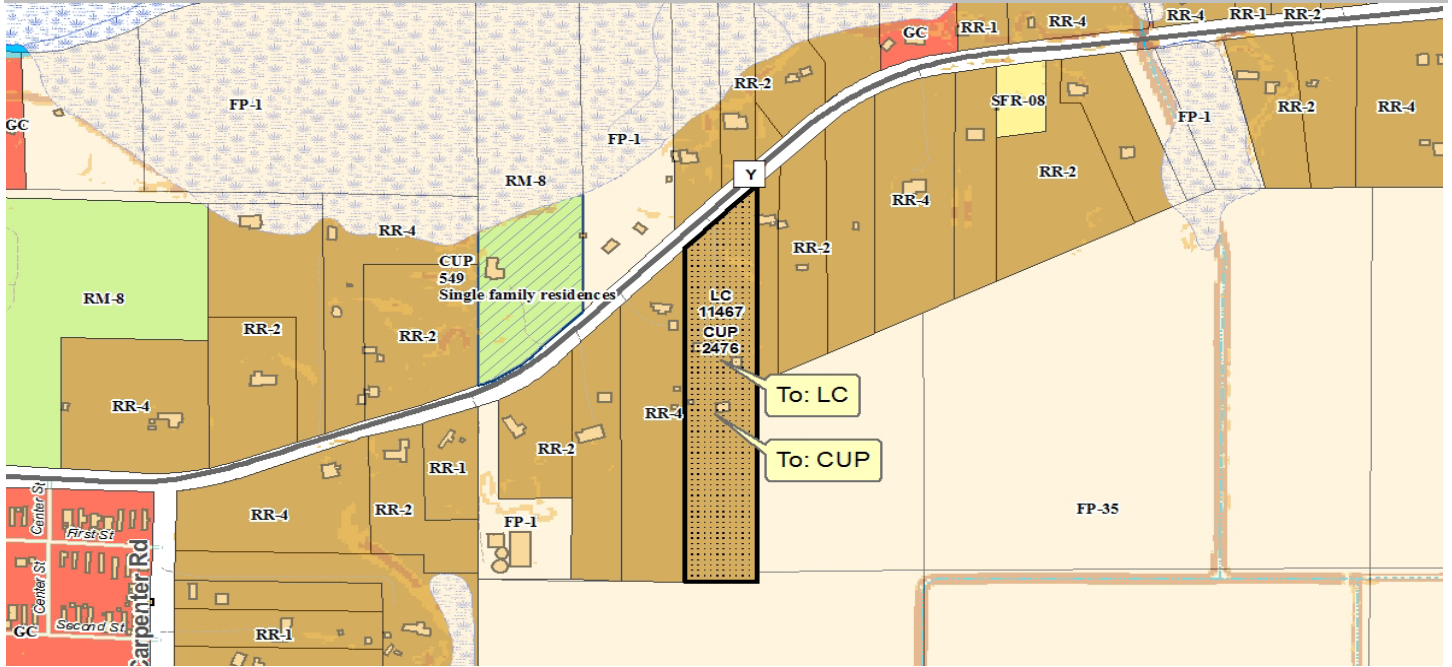 RR-4
RR-1
RR-2
GC
RR-1
RR-4
RR-2
FP-1
SFR-08
RR-2
RR-4
GC
FP-1
FP-1
RM-8
Y
RR-4
RR-2
RR-2
RR-4
CUP
549
Single family residences
RM-8
LC
11467
CUP
2476
RR-2
RR-2
To: LC
RR-4
RR-4
RR-2
To: CUP
RR-1
Center St
First St
RR-4
RR-2
FP-1
FP-35
Carpenter Rd
Center St
Second St
GC
RR-1